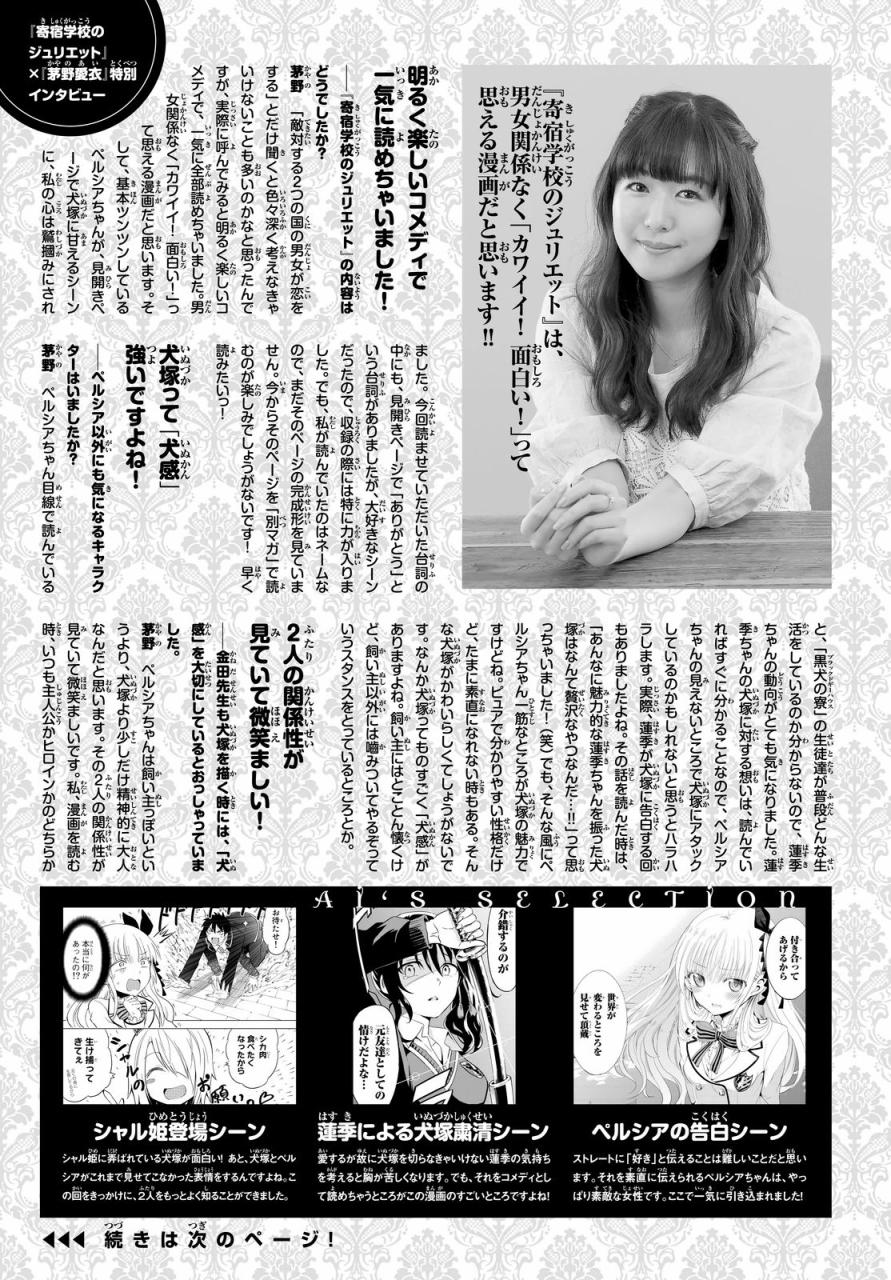 『寄宿学校の
ジュリエット』
×『茅野愛衣』特別
インタビュー
『寄宿学校のジュリエット』は、
男女関係なく「カワイイ！ 面白い！」って
思える漫画だと思います!!
明るく楽しいコメディで
一気に読めちゃいました！
──『寄宿学校のジュリエット』の内容は
どうでしたか？
茅野 「敵対する2つの国の男女が恋を
する」とだけ聞くと色々深く考えなきゃ
いけないことも多いのかなと思ったんで
すが、実際に呼んでみると明るく楽しいコ
メディで、一気に全部読めちゃいました。男
女関係なく「カワイイ！面白い！」っ
て思える漫画だと思います。そ
して、基本ツンツンしている
ペルシアちゃんが、見開きペ
ージで犬塚に甘えるシーン
に、私の心は鷲摑みにされ
ました。今回読ませていただいた台詞の
中にも、見開きページで「ありがとう」と
いう台詞がありましたが、大好きなシーン
だったので、収録の際には特に力が入りま
した。でも、私が読んでいたのはネームな
ので、まだそのページの完成形を見ていま
せん。今からそのページを「別マガ」で読
むのが楽しみでしょうがないです！ 早く
読みたいっ！
犬塚って「犬感」
強いですよね！
──ペルシア以外にも気になるキャラク
ターはいましたか？
茅野 ペルシアちゃん目線で読んでいる
と、「黒犬の寮」の生徒達が普段どんな生
活をしているのか分からないので、蓮季
ちゃんの動向がとても気になりました。蓮
季ちゃんの犬塚に対する想いは、読んでい
ればすぐに分かることなので、ペルシア
ちゃんの見えないところで犬塚にアタック
しているのかもしれないと思うとハラハ
ラします。実際、蓮季が犬塚に告白する回
もありましたよね。その話を読んだ時は、
「あんなに魅力的な蓮季ちゃんを振った犬
塚はなんて贅沢なやつなんだ…!!」って思
っちゃいました！（笑）でも、そんな風にペ
ルシアちゃん一筋なところが犬塚の魅力で
すけどね。ピュアで分かりやすい性格だけ
ど、たまに素直になれない時もある。そん
な犬塚がかわいらしくてしょうがないで
す。なんか犬塚ってものすごく「犬感」が
ありますよね。飼い主にはとことん懐くけ
ど、飼い主以外には嚙みついてやるぞって
いうスタンスをとっているところとか。
2人の関係性が
見ていて微笑ましい！
──金田先生も犬塚を描く時には、「犬
感」を大切にしているとおっしゃっていま
した。
茅野 ペルシアちゃんは飼い主っぽいとい
うより、犬塚より少しだけ精神的に大人
なんだと思います。その2人の関係性が
見ていて微笑ましいです。私、漫画を読む
時、いつも主人公かヒロインかのどちらか
AI'S SELECTION
付き合って
あげるから
世界が
変わるところを
見せて頂戴
ペルシアの告白シーン
ストレートに「好き」と伝えることは難しいことだと思い
ます。それを素直に伝えられるペルシアちゃんは、やっ
ぱり素敵な女性です。ここで一気に引き込まれました！
介錯するのが
元友達としての
情けだよな…
蓮季による犬塚粛清シーン
愛するが故に犬塚を切らなきゃいけない蓮季の気持ち
を考えると胸が苦しくなります。でも、それをコメディとし
て読めちゃうところがこの漫画のすごいところですよね！
お待たせ！
本当に何が
あったの!?
シカ肉
食べたく
なったから
生け捕って
きてぇ
シャルの
お願い♡
シャル姫登場シーン
シャル姫に弄ばれている犬塚が面白い！あと、犬塚とペル
シアがこれまで見せてこなかった表情をするんですよね。こ
の回をきっかけに、2人をもっとよく知ることができました。
◀◀◀ 続きは次のページ！